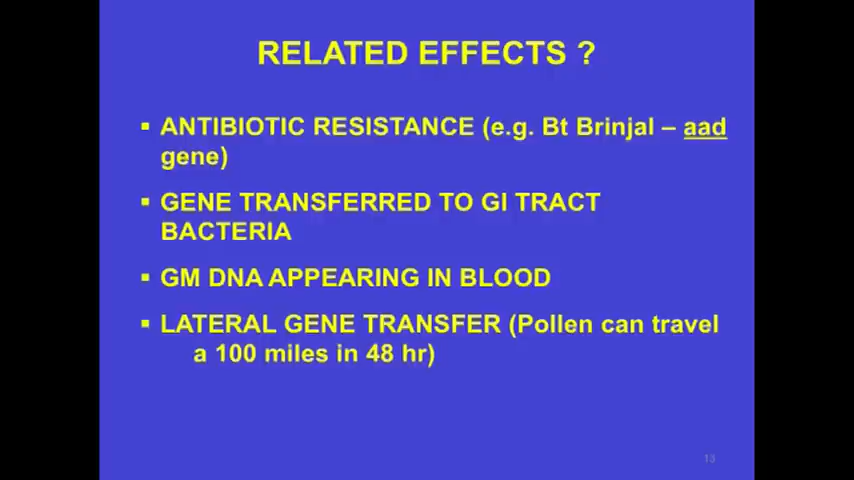 RELATED EFFECTS ?
▪ ANTIBIOTIC RESISTANCE (e.g. Bt Brinjal – aad
gene)
▪ GENE TRANSFERRED TO GI TRACT
BACTERIA
▪ GM DNA APPEARING IN BLOOD
▪ LATERAL GENE TRANSFER (Pollen can travel
a 100 miles in 48 hr)
13